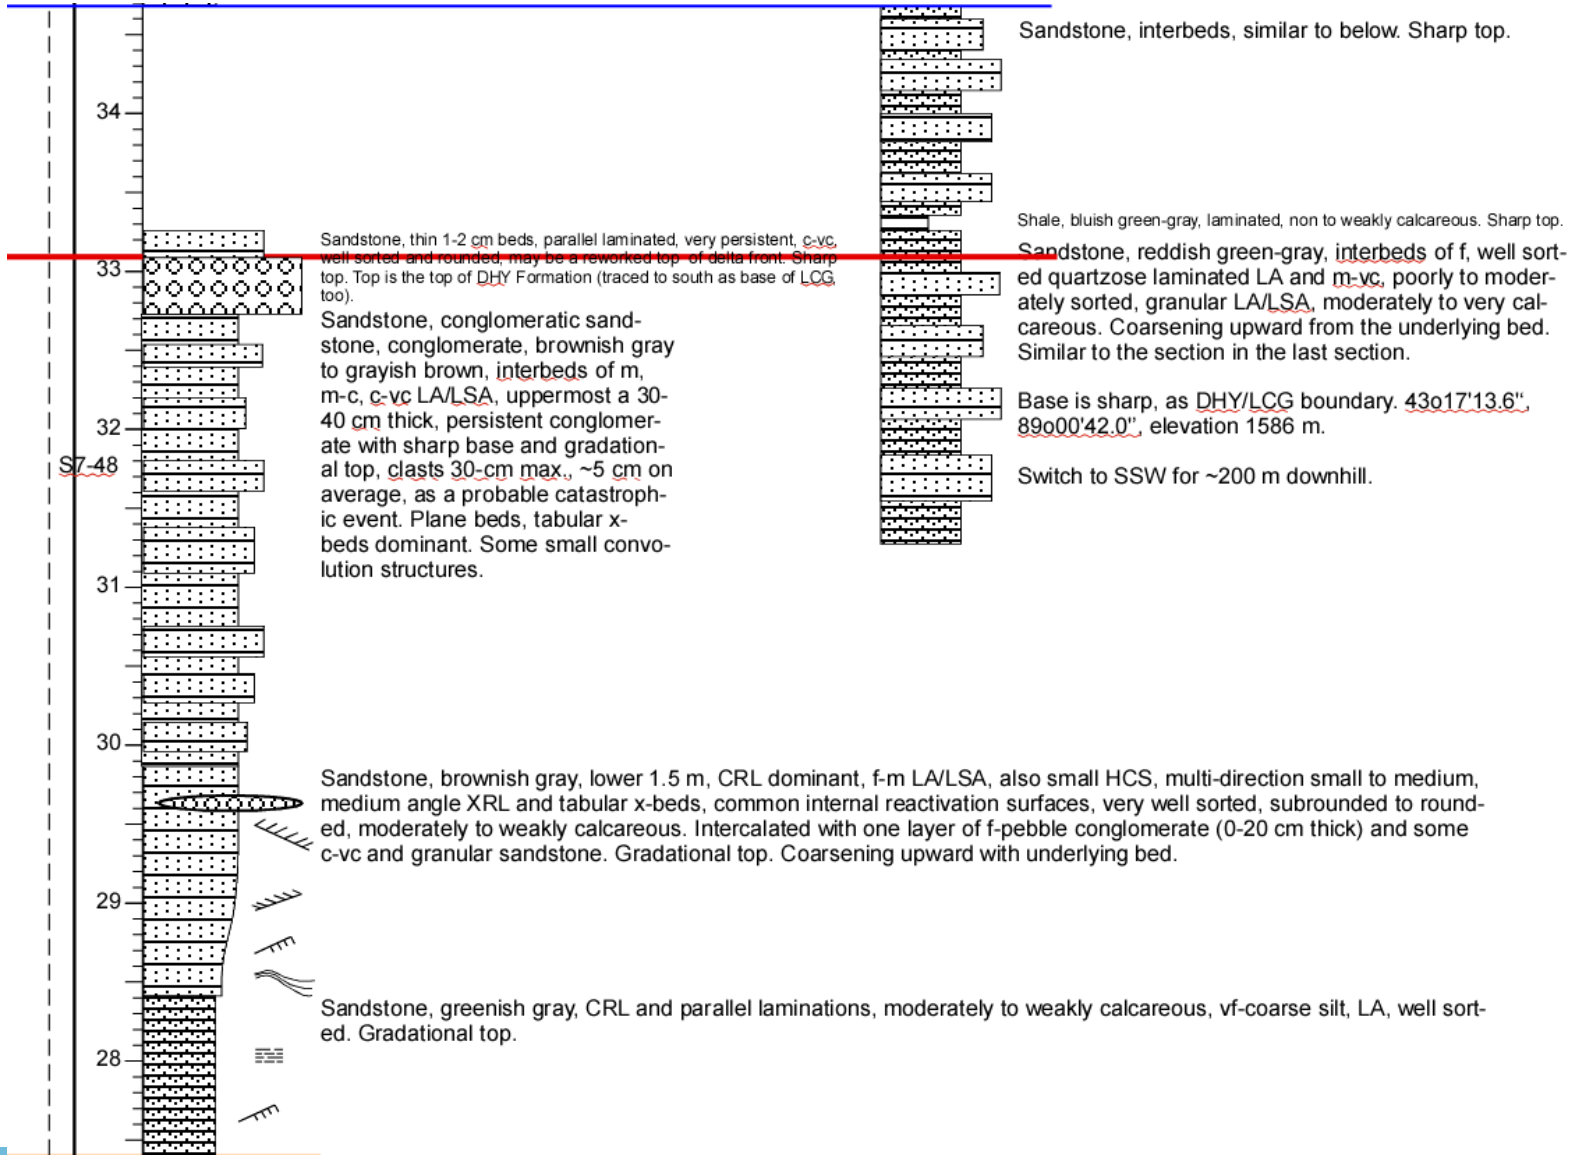 34
33
32
S7-48
31
30
29
28
Sandstone, thin 1-2 cm beds, parallel laminated, very persistent, c-vc,
well sorted and rounded, may be a reworked top of delta front. Sharp
top. Top is the top of DHY Formation (traced to south as base of LCG,
too).
Sandstone, conglomeratic sand-
stone, conglomerate, brownish gray
to grayish brown, interbeds of m,
m-c, c-vc LA/LSA, uppermost a 30-
40 cm thick, persistent conglomer-
ate with sharp base and gradation-
al top, clasts 30-cm max., ~5 cm on
average, as a probable catastroph-
ic event. Plane beds, tabular x-
beds dominant. Some small convo-
lution structures.
Sandstone, brownish gray, lower 1.5 m, CRL dominant, f-m LA/LSA, also small HCS, multi-direction small to medium,
medium angle XRL and tabular x-beds, common internal reactivation surfaces, very well sorted, subrounded to round-
ed, moderately to weakly calcareous. Intercalated with one layer of f-pebble conglomerate (0-20 cm thick) and some
c-vc and granular sandstone. Gradational top. Coarsening upward with underlying bed.
Sandstone, greenish gray, CRL and parallel laminations, moderately to weakly calcareous, vf-coarse silt, LA, well sort-
ed. Gradational top.
Sandstone, interbeds, similar to below. Sharp top.
Shale, bluish green-gray, laminated, non to weakly calcareous. Sharp top.
Sandstone, reddish green-gray, interbeds of f, well sort-
ed quartzose laminated LA and m-vc, poorly to moder-
ately sorted, granular LA/LSA, moderately to very cal-
careous. Coarsening upward from the underlying bed.
Similar to the section in the last section.
Base is sharp, as DHY/LCG boundary. 43o17'13.6",
89o00'42.0", elevation 1586 m.
Switch to SSW for ~200 m downhill.